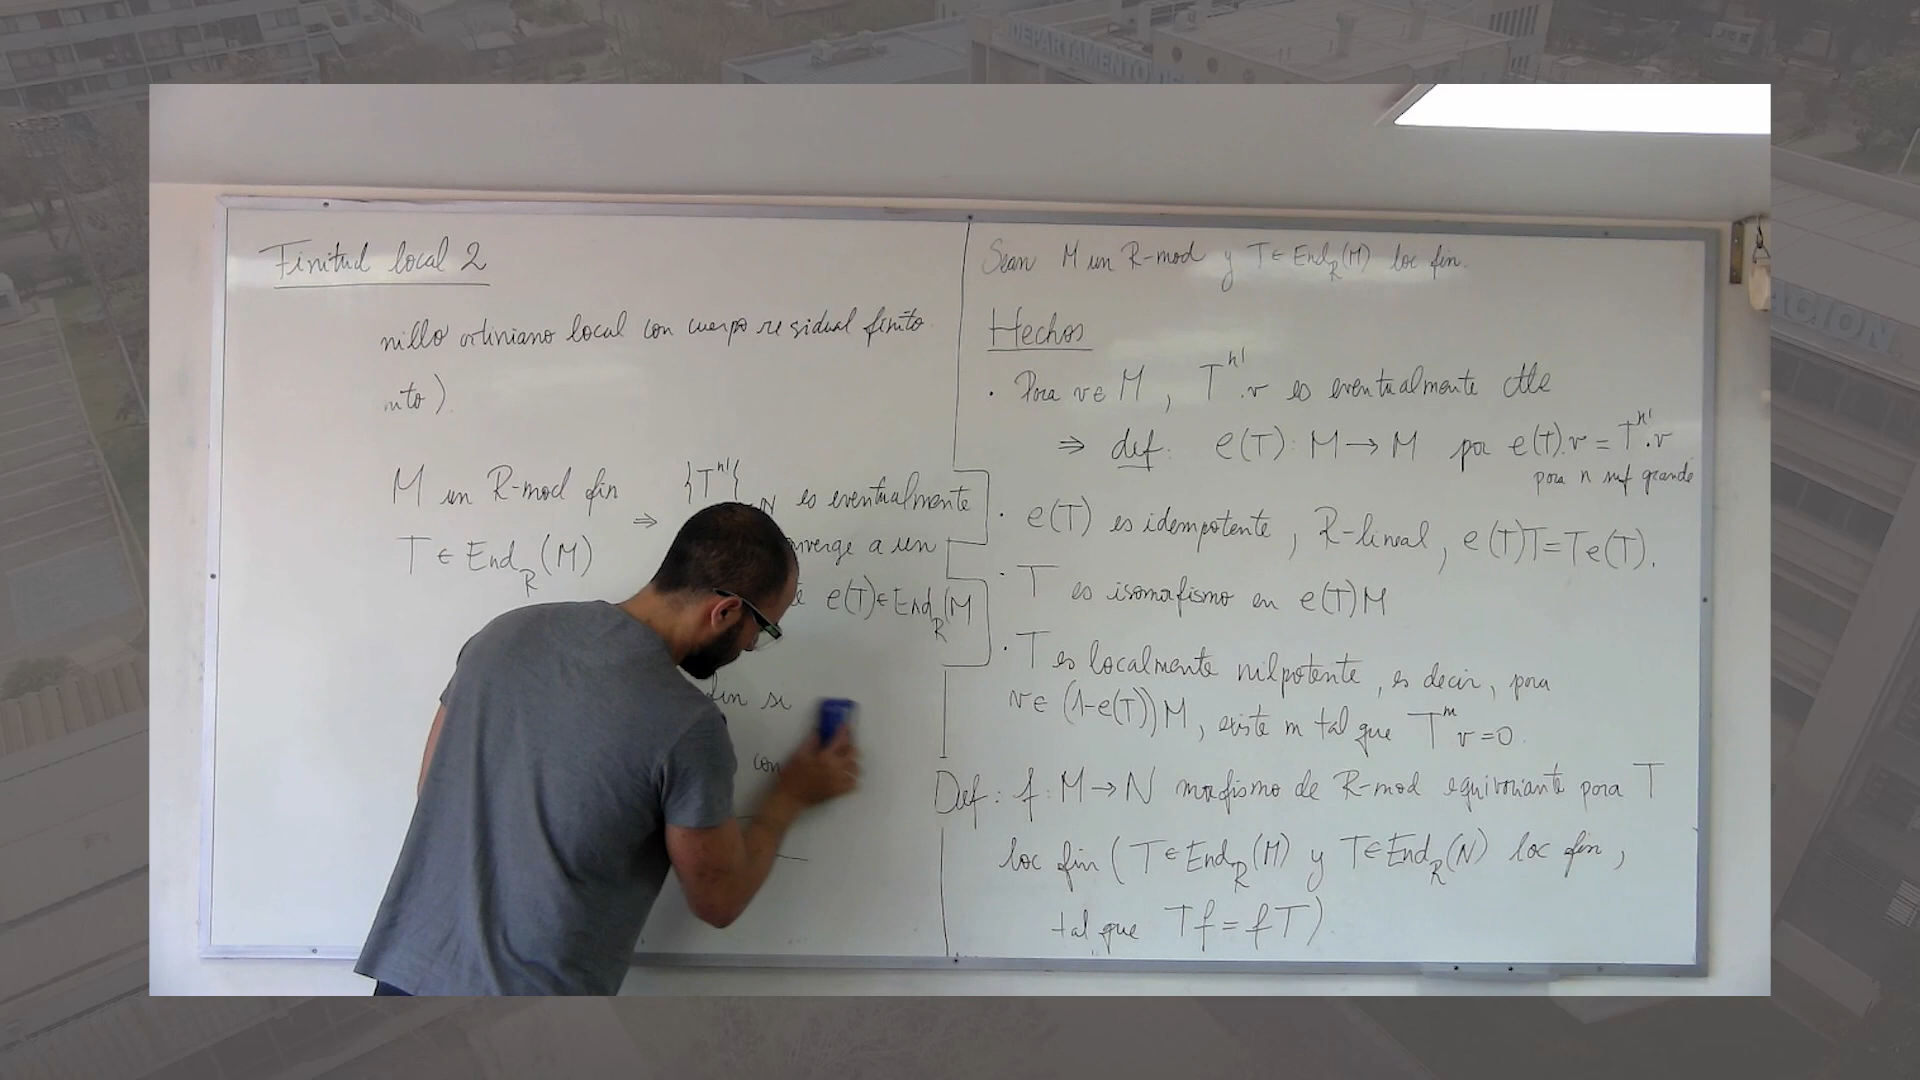 Finitud local 2
nillo artiniano local con cuerpo residual finito
nito).
M un R-mod fin
T ∈ End_R(M)
⇒ {T^{n!}} N es eventualmente
nverge a un
e(T) ∈ End_R(M
fin si
con
Sean M un R-mod y T ∈ End_R(M) loc fin.
Hechos
· Para v ∈ M, T^{n!}.v es eventualmente cte
⇒ def: e(T): M → M por e(T).v = T^{n!}.v
para n suf grande
· e(T) es idempotente, R-lineal, e(T)T = Te(T).
· T es isomorfismo en e(T)M
· T es localmente nilpotente, es decir, para
v ∈ (1-e(T))M, existe m tal que T^m v = 0.
Def: f: M → N morfismo de R-mod equivariante para T
loc fin (T ∈ End_R(M) y T ∈ End_R(N) loc fin,
tal que Tf = fT)
DEPARTAMENTO DE
ACION